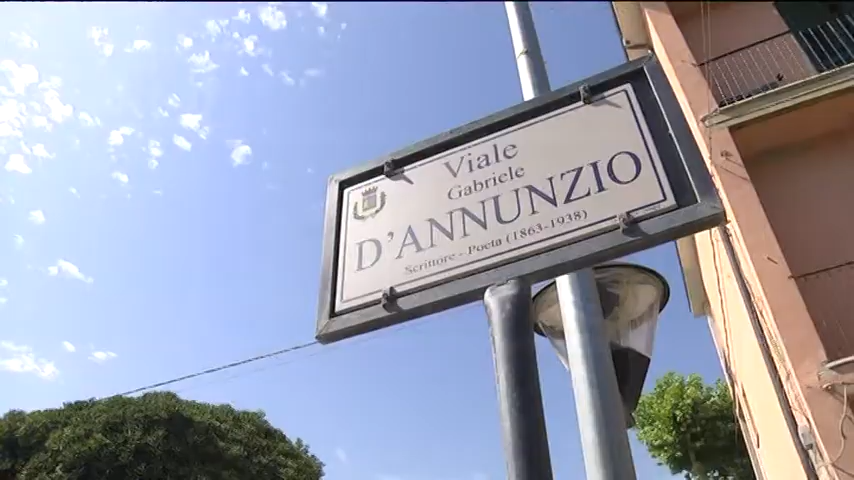 Viale
Gabriele
D'ANNUNZIO
Scrittore - Poeta (1863-1938)